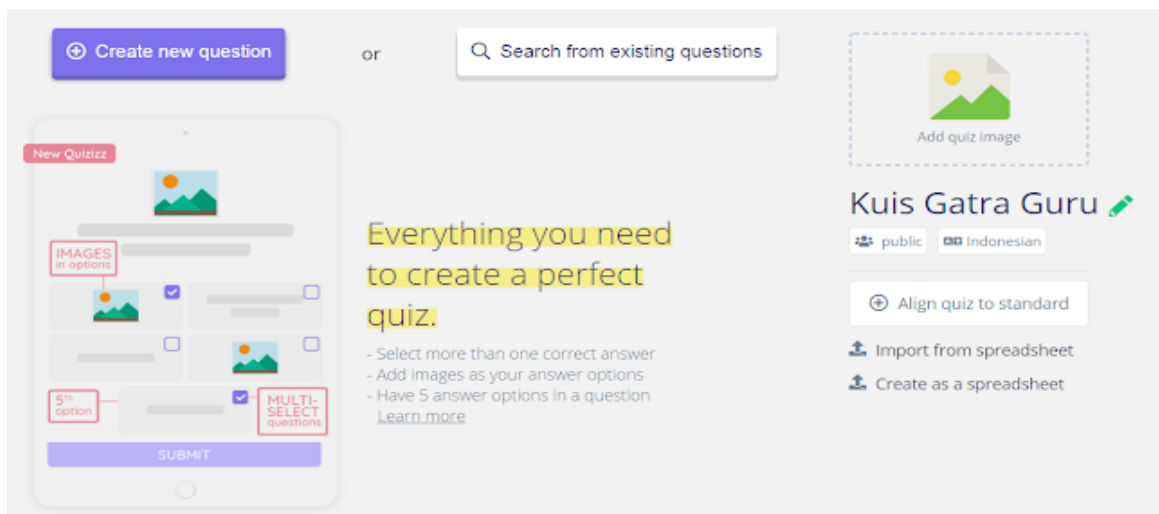 Create new question
or
Search from existing questions
New Quizizz
IMAGES
in options
5TH
option
MULTI-
SELECT
questions
SUBMIT
Everything you need
to create a perfect
quiz.
- Select more than one correct answer
- Add images as your answer options
- Have 5 answer options in a question
Learn more
Add quiz image
Kuis Gatra Guru
public
Indonesian
Align quiz to standard
Import from spreadsheet
Create as a spreadsheet